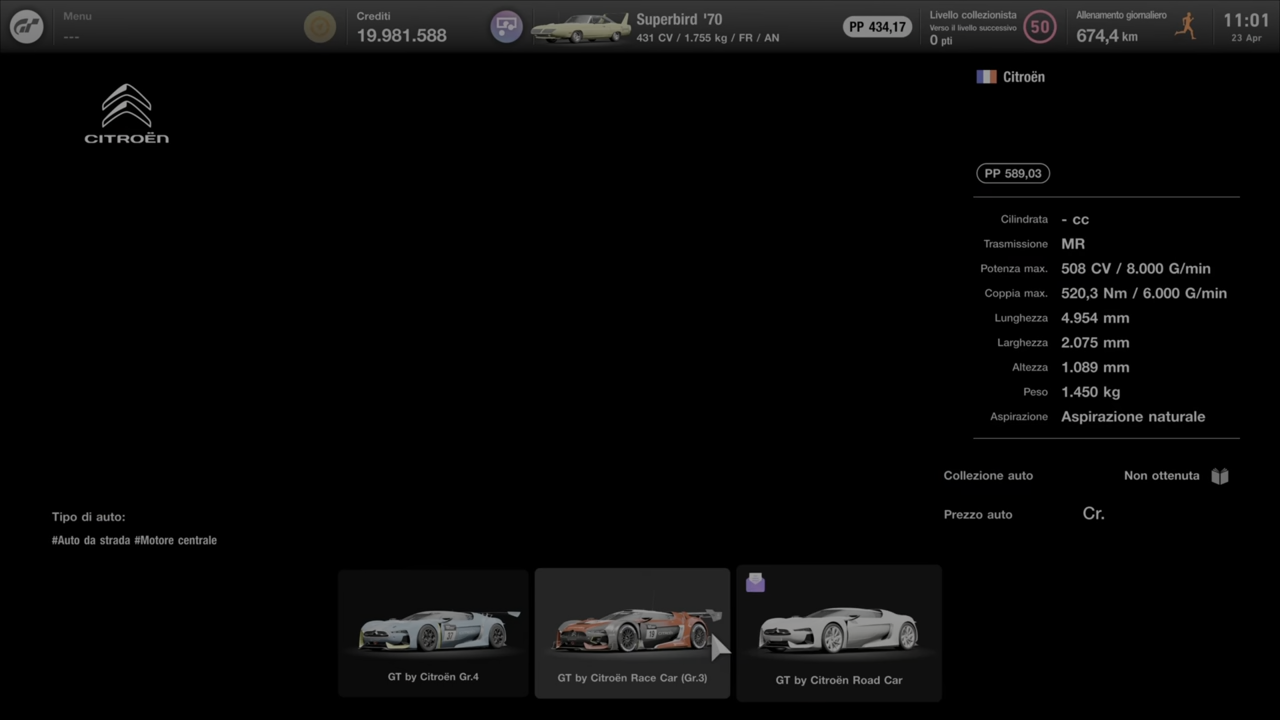 Menu
---
Crediti
19.981.588
Superbird '70
431 CV / 1.755 kg / FR / AN
PP 434,17
Livello collezionista
Verso il livello successivo
0 pti
50
Allenamento giornaliero
674,4 km
11:01
23 Apr
CITROËN
Citroën
PP 589,03
Cilindrata - cc
Trasmissione MR
Potenza max. 508 CV / 8.000 G/min
Coppia max. 520,3 Nm / 6.000 G/min
Lunghezza 4.954 mm
Larghezza 2.075 mm
Altezza 1.089 mm
Peso 1.450 kg
Aspirazione Aspirazione naturale
Collezione auto Non ottenuta
Prezzo auto Cr.
Tipo di auto:
#Auto da strada #Motore centrale
GT by Citroën Gr.4
GT by Citroën Race Car (Gr.3)
GT by Citroën Road Car